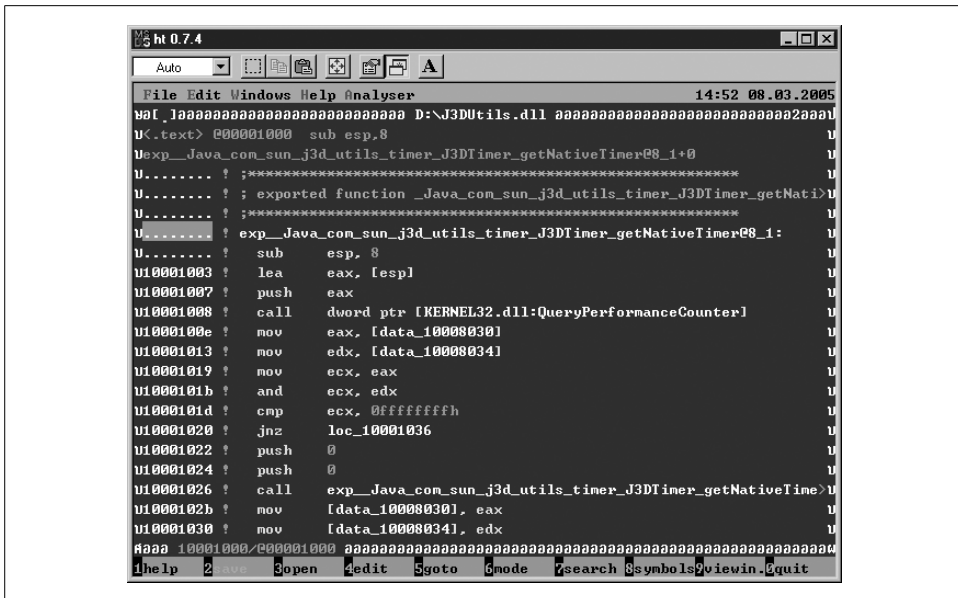 ht 0.7.4
Auto
A
File Edit Windows Help Analyser 14:52 08.03.2005
D:\J3DUtils.dll 2
<.text> @00001000 sub esp,8
exp__Java_com_sun_j3d_utils_timer_J3DTimer_getNativeTimer@8_1+0
........ ! ;**********************************************************
........ ! ; exported function _Java_com_sun_j3d_utils_timer_J3DTimer_getNati>
........ ! ;**********************************************************
........ ! exp__Java_com_sun_j3d_utils_timer_J3DTimer_getNativeTimer@8_1:
........ ! sub esp, 8
10001003 ! lea eax, [esp]
10001007 ! push eax
10001008 ! call dword ptr [KERNEL32.dll:QueryPerformanceCounter]
1000100e ! mov eax, [data_10008030]
10001013 ! mov edx, [data_10008034]
10001019 ! mov ecx, eax
1000101b ! and ecx, edx
1000101d ! cmp ecx, 0ffffffffh
10001020 ! jnz loc_10001036
10001022 ! push 0
10001024 ! push 0
10001026 ! call exp__Java_com_sun_j3d_utils_timer_J3DTimer_getNativeTime>
1000102b ! mov [data_10008030], eax
10001030 ! mov [data_10008034], edx
10001000/@00001000
1help 2save 3open 4edit 5goto 6mode 7search 8symbols 9viewin. 0quit